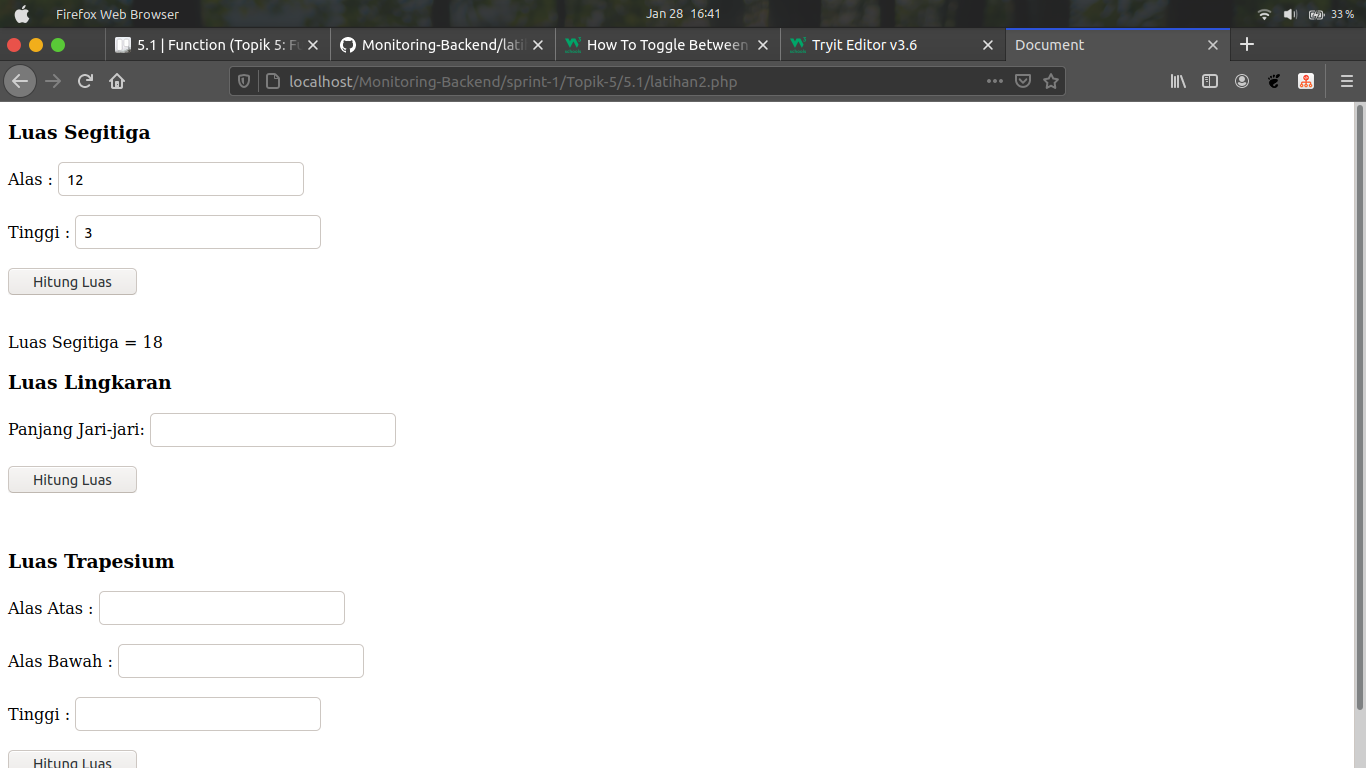 Firefox Web Browser
Jan 28 16:41
33 %
5.1 | Function (Topik 5: Fu
Monitoring-Backend/lati
How To Toggle Between
Tryit Editor v3.6
Document
localhost/Monitoring-Backend/sprint-1/Topik-5/5.1/latihan2.php
Luas Segitiga
Alas : 12
Tinggi : 3
Hitung Luas
Luas Segitiga = 18
Luas Lingkaran
Panjang Jari-jari:
Hitung Luas
Luas Trapesium
Alas Atas :
Alas Bawah :
Tinggi :
Hitung Luas